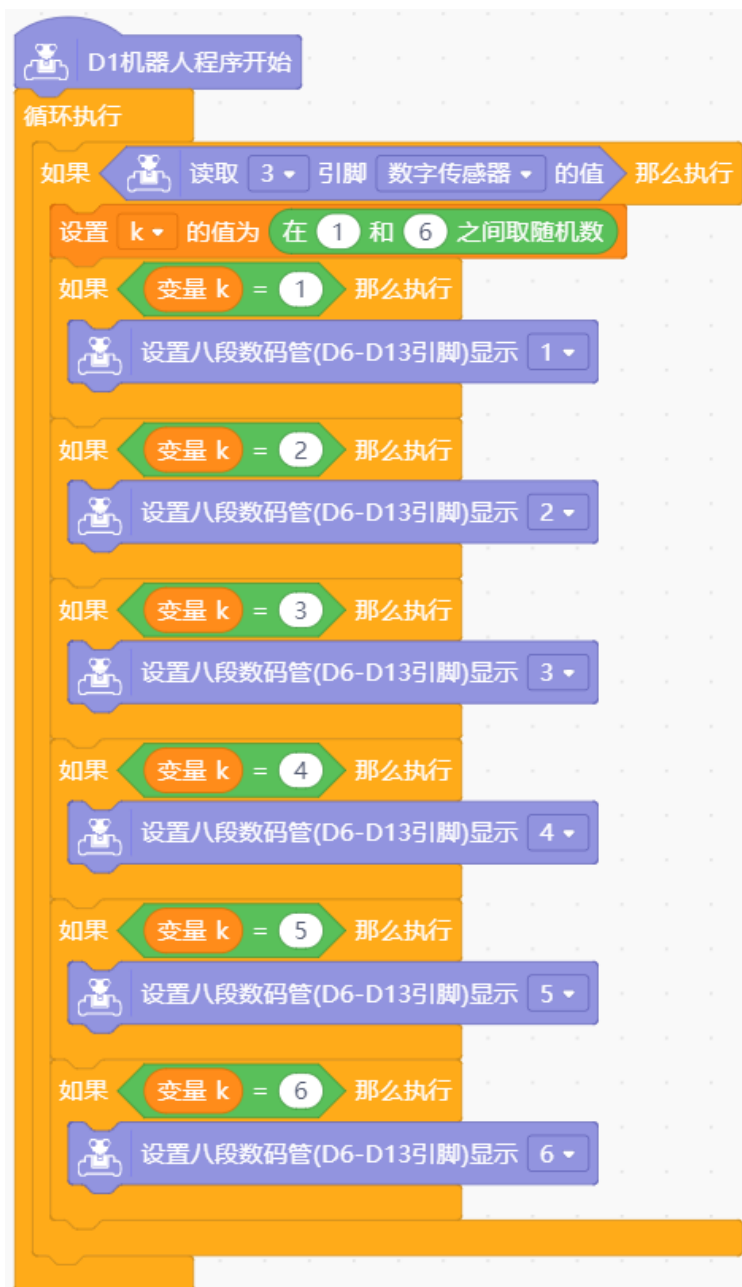 D1机器人程序开始
循环执行
如果 读取 3 引脚 数字传感器 的值 那么执行
设置 k 的值为 在 1 和 6 之间取随机数
如果 变量 k = 1 那么执行
设置八段数码管(D6-D13引脚)显示 1
如果 变量 k = 2 那么执行
设置八段数码管(D6-D13引脚)显示 2
如果 变量 k = 3 那么执行
设置八段数码管(D6-D13引脚)显示 3
如果 变量 k = 4 那么执行
设置八段数码管(D6-D13引脚)显示 4
如果 变量 k = 5 那么执行
设置八段数码管(D6-D13引脚)显示 5
如果 变量 k = 6 那么执行
设置八段数码管(D6-D13引脚)显示 6